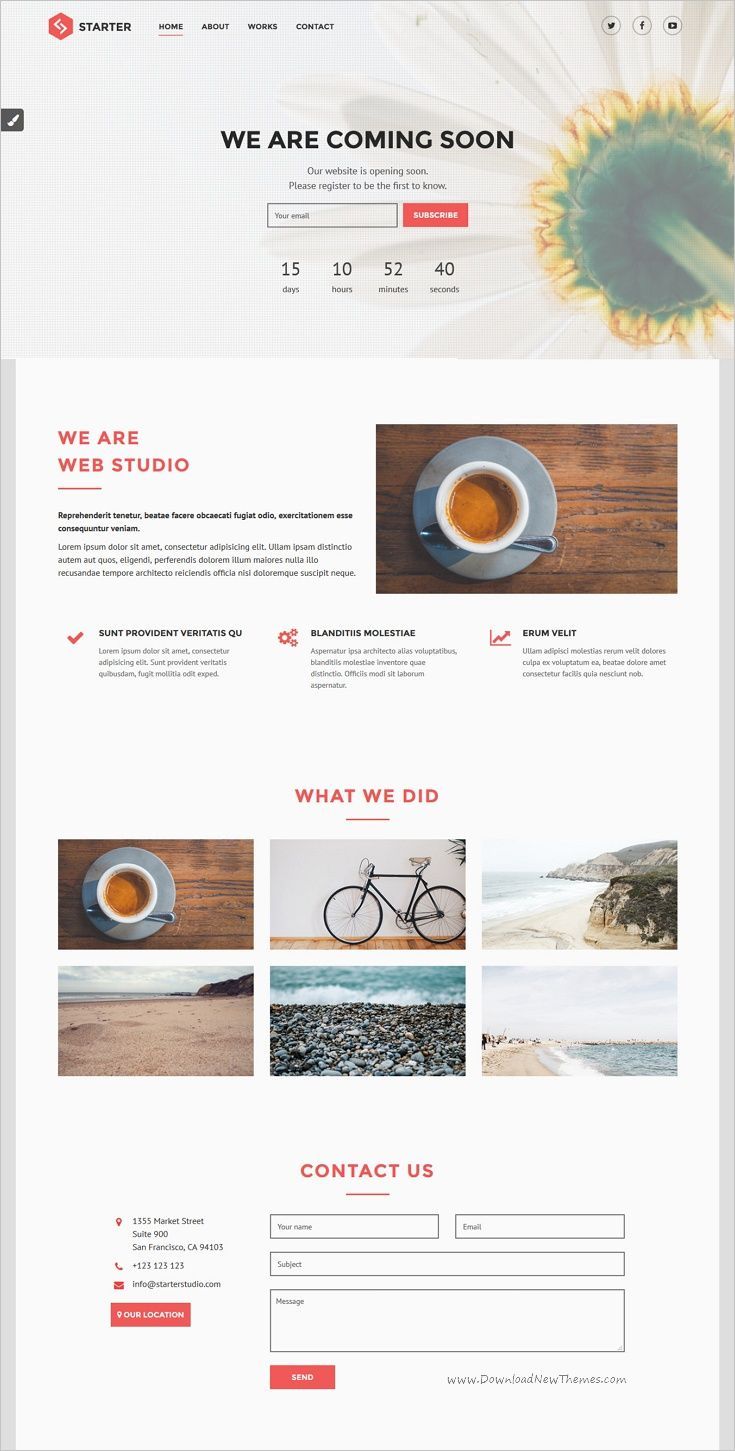 STARTER
HOME ABOUT WORKS CONTACT
WE ARE COMING SOON
Our website is opening soon.
Please register to be the first to know.
Your email SUBSCRIBE
15 10 52 40
days hours minutes seconds
WE ARE
WEB STUDIO
Reprehenderit tenetur, beatae facere obcaecati fugiat odio, exercitationem esse
consequuntur veniam.
Lorem ipsum dolor sit amet, consectetur adipisicing elit. Ullam ipsam distinctio
autem aut quos, eligendi, perferendis dolorem illum maiores nulla illo
recusandae tempore architecto reiciendis officia nisi doloremque suscipit neque.
SUNT PROVIDENT VERITATIS QU
Lorem ipsum dolor sit amet, consectetur
adipisicing elit. Sunt provident veritatis
quibusdam, fugit mollitia odit exped.
BLANDITIIS MOLESTIAE
Aspernatur ipsa architecto alias voluptatibus,
blanditiis molestiae inventore quae
distinctio. Officiis modi sit laborum
aspernatur.
ERUM VELIT
Ullam adipisci molestias rerum velit dolores
culpa ex voluptatum ea, beatae dolore amet
consectetur facilis quia nesciunt nob.
WHAT WE DID
CONTACT US
1355 Market Street
Suite 900
San Francisco, CA 94103
+123 123 123
info@starterstudio.com
OUR LOCATION
Your name Email
Subject
Message
SEND
www.DownloadNewThemes.com